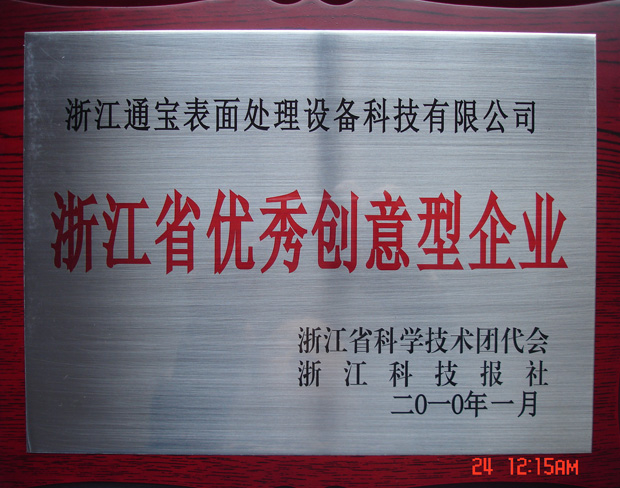 浙江通宝表面处理设备科技有限公司
浙江省优秀创意型企业
浙江省科学技术团代会
浙江科技报社
二0一0年一月
24 12:15AM